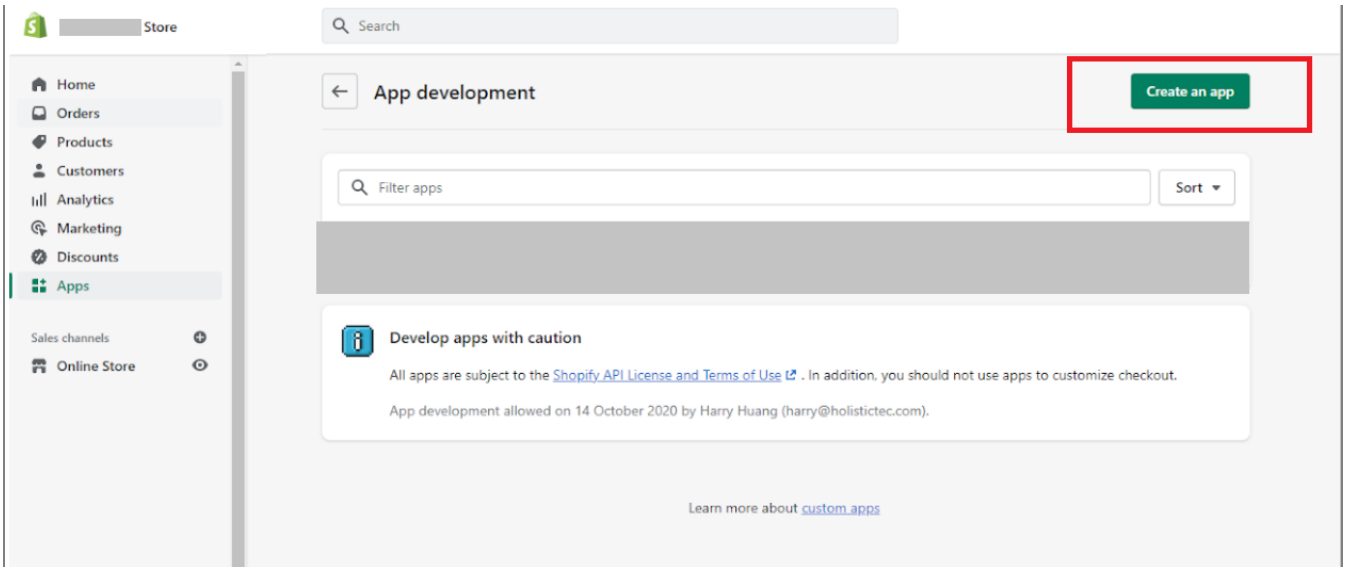 Store
Search
Home
Orders
Products
Customers
Analytics
Marketing
Discounts
Apps
Sales channels
Online Store
App development
Create an app
Filter apps
Sort
Develop apps with caution
All apps are subject to the Shopify API License and Terms of Use . In addition, you should not use apps to customize checkout.
App development allowed on 14 October 2020 by Harry Huang (harry@holistictec.com).
Learn more about custom apps